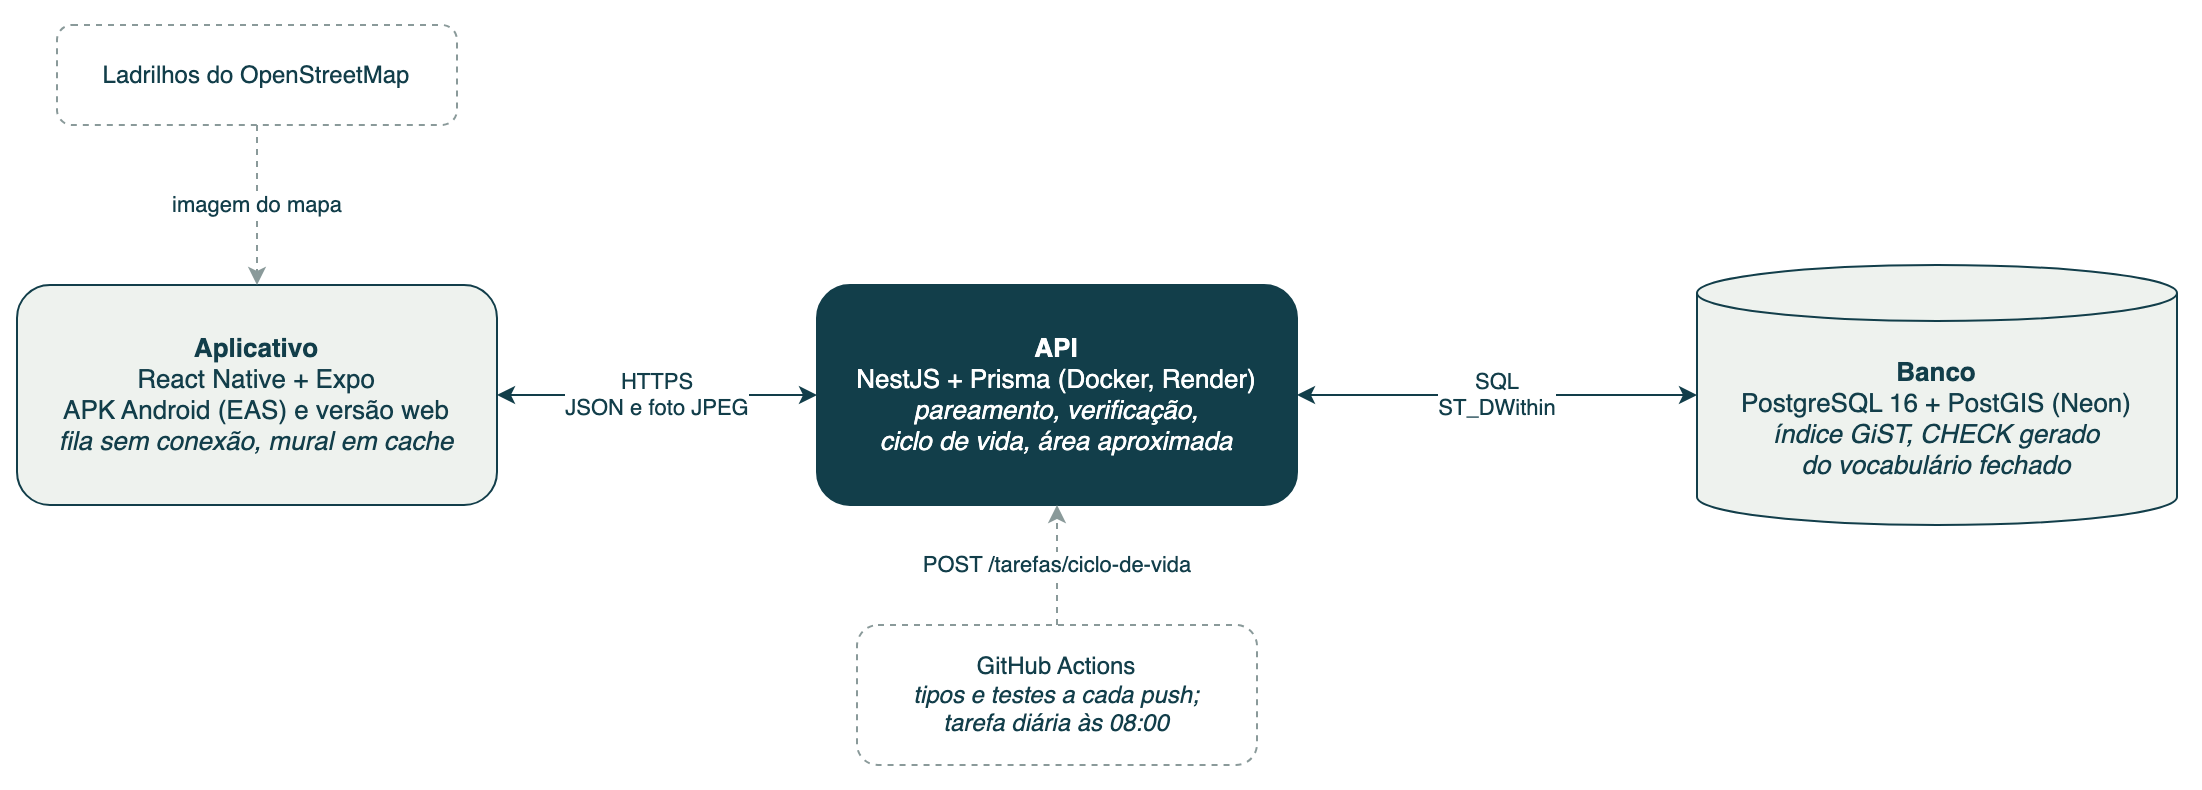 Ladrilhos do OpenStreetMap
imagem do mapa
Aplicativo
React Native + Expo
APK Android (EAS) e versão web
fila sem conexão, mural em cache
HTTPS
JSON e foto JPEG
API
NestJS + Prisma (Docker, Render)
pareamento, verificação,
ciclo de vida, área aproximada
SQL
ST_DWithin
Banco
PostgreSQL 16 + PostGIS (Neon)
índice GiST, CHECK gerado
do vocabulário fechado
POST /tarefas/ciclo-de-vida
GitHub Actions
tipos e testes a cada push;
tarefa diária às 08:00